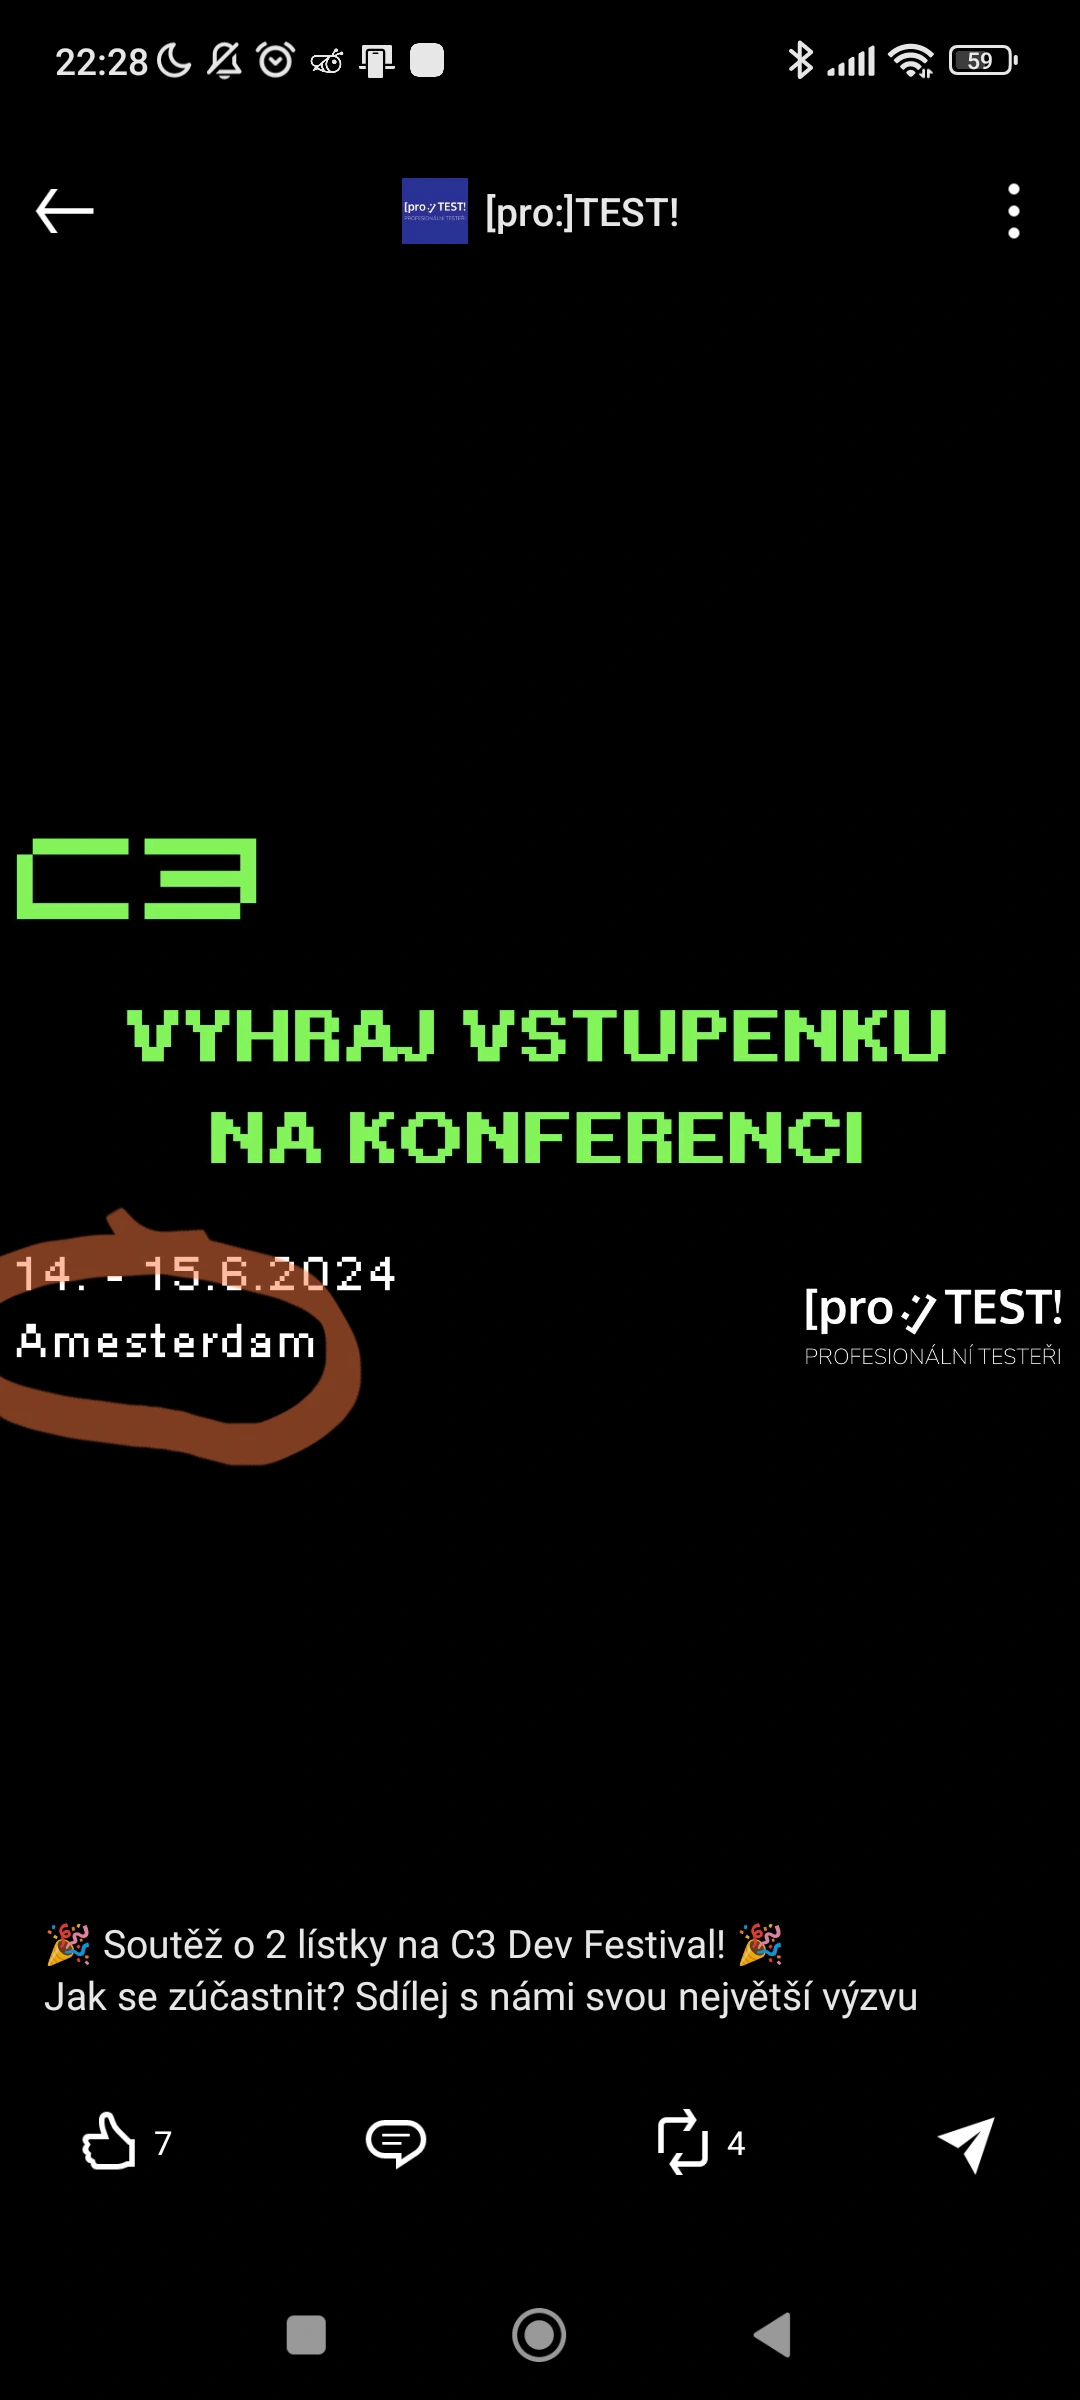 22:28
59
[pro:]TEST!
[pro:]TEST!
PROFESIONÁLNÍ TESTEŘI
C3
VYHRAJ VSTUPENKU
NA KONFERENCI
14. - 15.6.2024
Amesterdam
[pro:]TEST!
PROFESIONÁLNÍ TESTEŘI
🎉 Soutěž o 2 lístky na C3 Dev Festival! 🎉
Jak se zúčastnit? Sdílej s námi svou největší výzvu
7
4